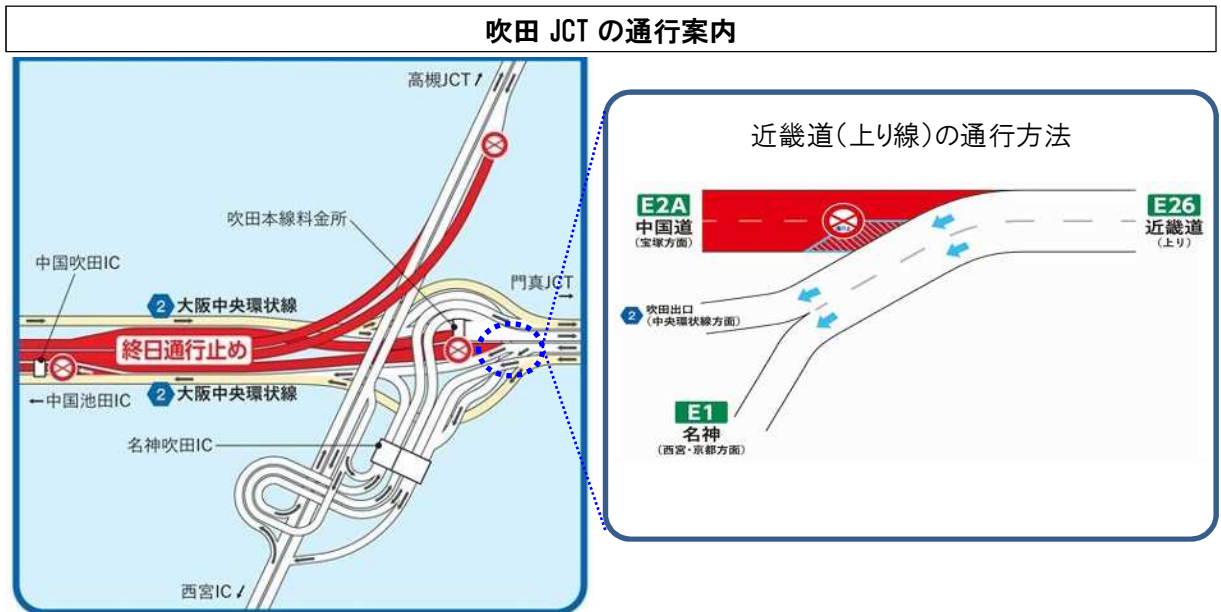 吹田 JCT の通行案内
高槻JCT
吹田本線料金所
中国吹田IC
門真JCT
→
2 大阪中央環状線
終日通行止め
2 大阪中央環状線
←中国池田IC
名神吹田IC
西宮IC
近畿道(上り線)の通行方法
E2A
中国道
(宝塚方面)
E26
近畿道
(上り)
2 吹田出口
(中央環状線方面)
E1
名神
(西宮・京都方面)